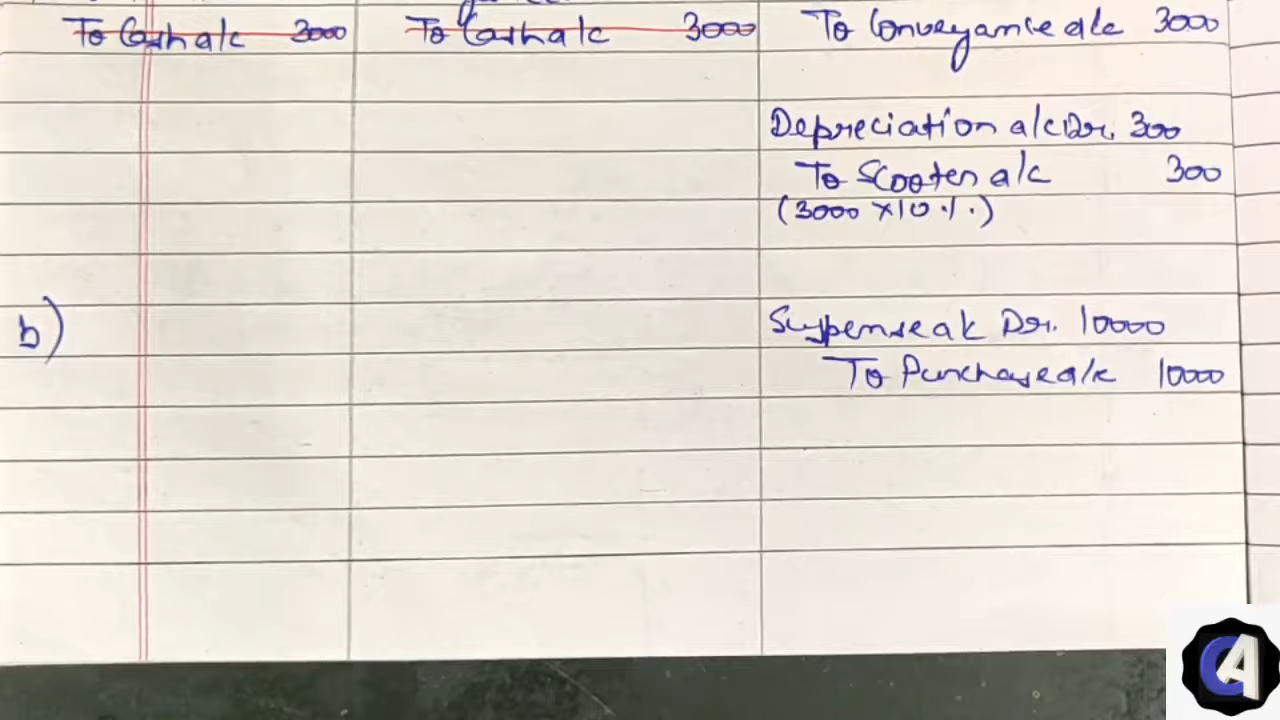 To Cash a/c 3000
To Cash a/c 3000
To Conveyance a/c 3000
Depreciation a/c Dr. 300
To Scooter a/c 300
(3000 × 10 %)
b)
Suspense a/c Dr. 10000
To Purchase a/c 10000
CA